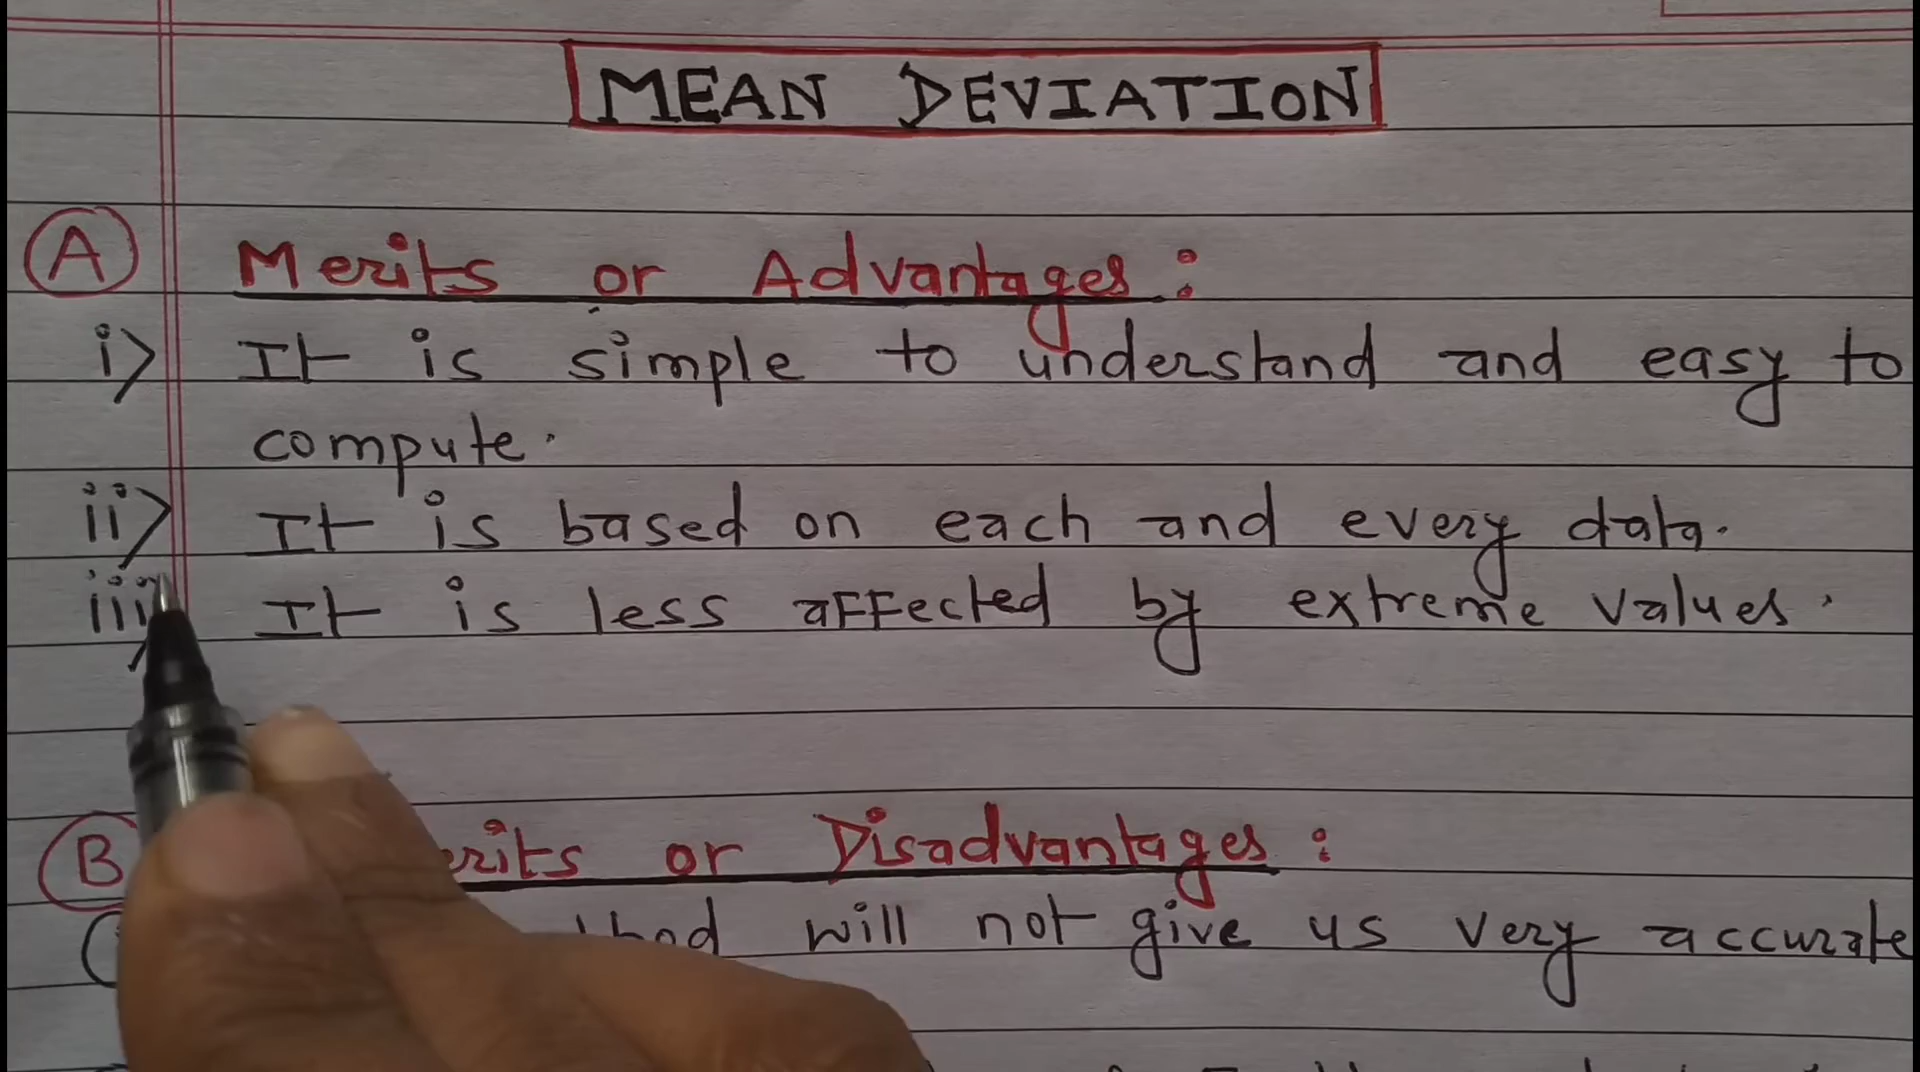 MEAN DEVIATION
A Merits or Advantages :
i) It is simple to understand and easy to
compute.
ii) It is based on each and every data.
iii) It is less affected by extreme values.
B erits or Disadvantages :
will not give us very accurate